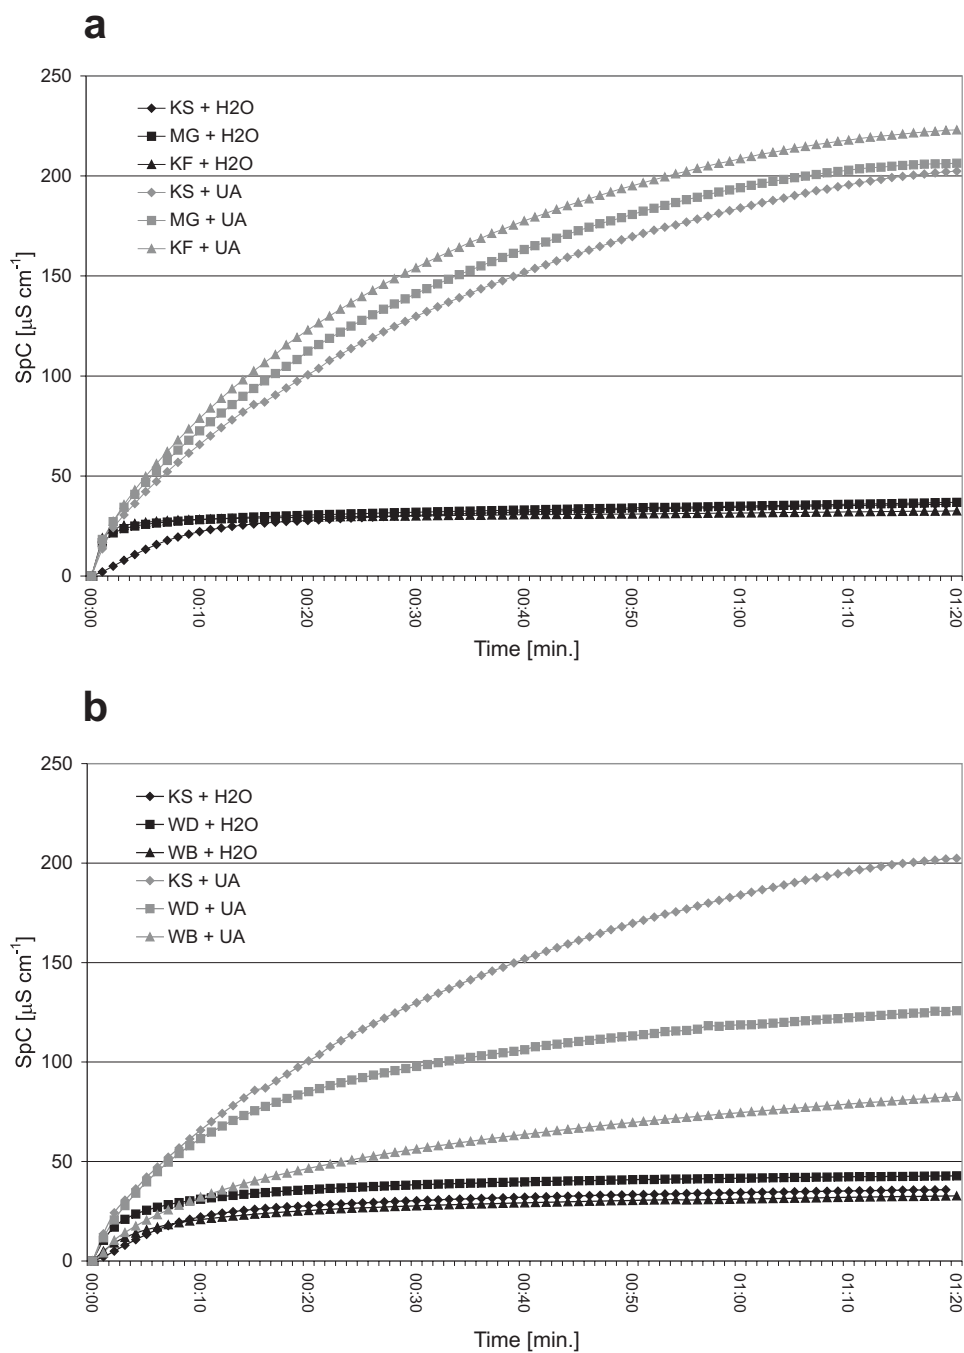 a
250
200
150
100
50
0
SpC [µS cm-1]
KS + H2O
MG + H2O
KF + H2O
KS + UA
MG + UA
KF + UA
00:00
00:10
00:20
00:30
00:40
00:50
01:00
01:10
01:20
Time [min.]
b
250
200
150
100
50
0
SpC [µS cm-1]
KS + H2O
WD + H2O
WB + H2O
KS + UA
WD + UA
WB + UA
00:00
00:10
00:20
00:30
00:40
00:50
01:00
01:10
01:20
Time [min.]